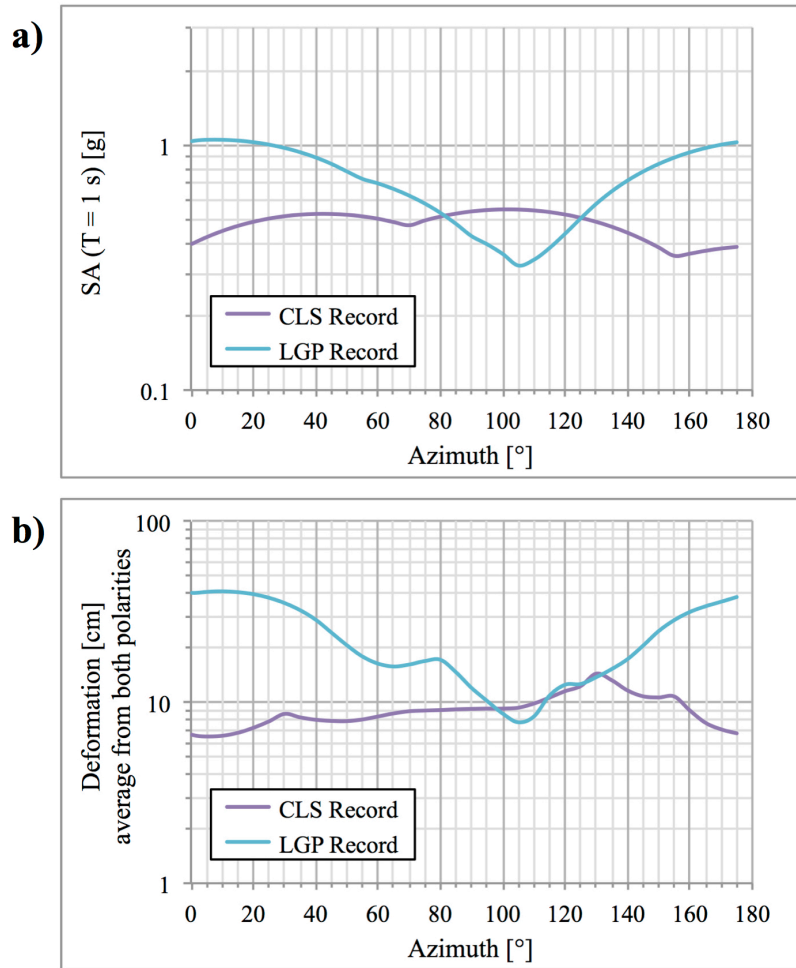 a)
SA (T = 1 s) [g]
1
0.1
CLS Record
LGP Record
0 20 40 60 80 100 120 140 160 180
Azimuth [°]
b)
Deformation [cm]
average from both polarities
100
10
1
CLS Record
LGP Record
0 20 40 60 80 100 120 140 160 180
Azimuth [°]